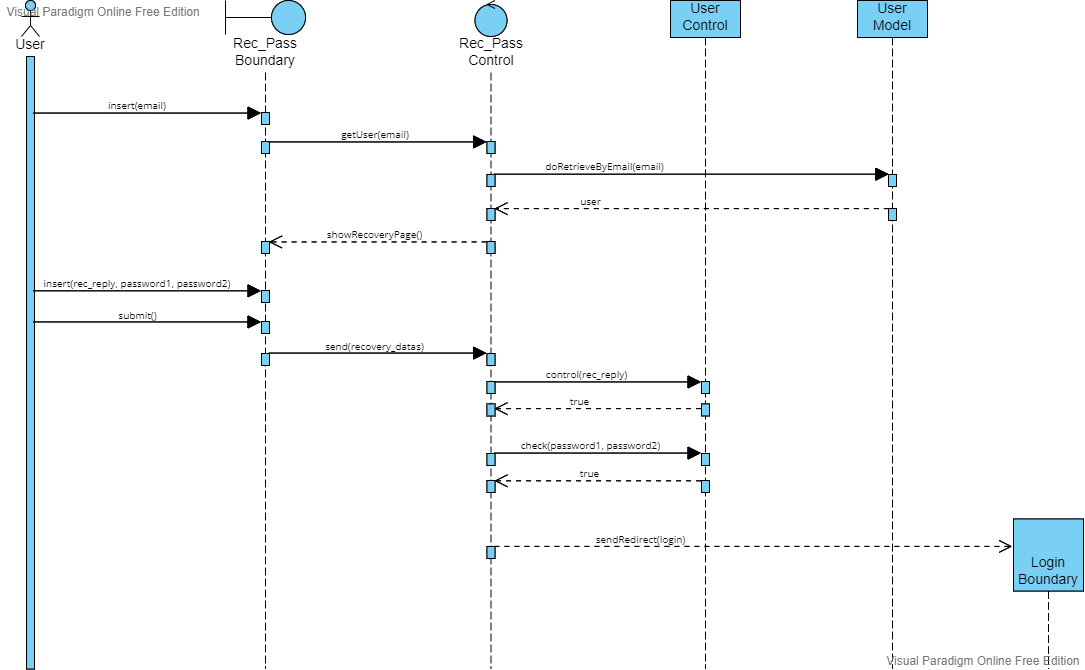 Visual Paradigm Online Free Edition
User
Rec_Pass
Boundary
Rec_Pass
Control
User
Control
User
Model
insert(email)
getUser(email)
doRetrieveByEmail(email)
user
showRecoveryPage()
insert(rec_reply, password1, password2)
submit()
send(recovery_datas)
control(rec_reply)
true
check(password1, password2)
true
sendRedirect(login)
Login
Boundary
Visual Paradigm Online Free Edition